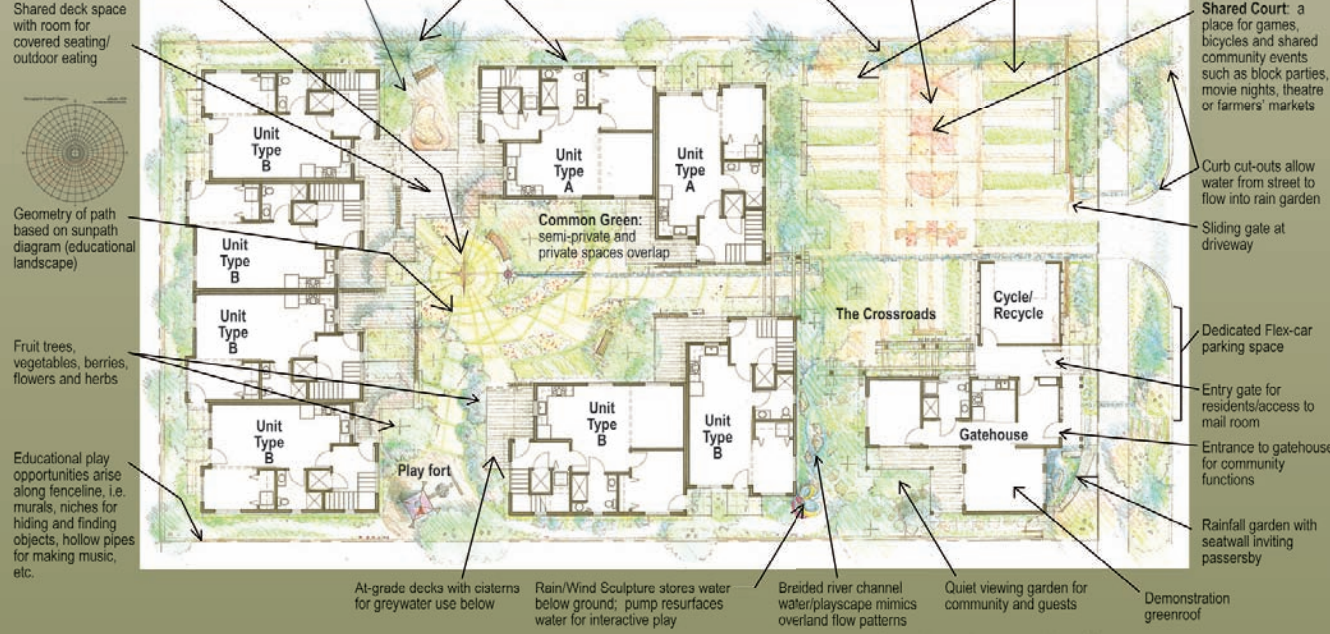 Shared deck space
with room for
covered seating/
outdoor eating
Geometry of path
based on sunpath
diagram (educational
landscape)
Fruit trees,
vegetables, berries,
flowers and herbs
Educational play
opportunities arise
along fenceline, i.e.
murals, niches for
hiding and finding
objects, hollow pipes
for making music,
etc.
Unit
Type
B
Unit
Type
B
Unit
Type
B
Unit
Type
B
Unit
Type
A
Unit
Type
A
Common Green:
semi-private and
private spaces overlap
Unit
Type
B
Unit
Type
B
Play fort
The Crossroads
Cycle/
Recycle
Gatehouse
Shared Court: a
place for games,
bicycles and shared
community events
such as block parties,
movie nights, theatre
or farmers' markets
Curb cut-outs allow
water from street to
flow into rain garden
Sliding gate at
driveway
Dedicated Flex-car
parking space
Entry gate for
residents/access to
mail room
Entrance to gatehouse
for community
functions
Rainfall garden with
seatwall inviting
passersby
At-grade decks with cisterns
for greywater use below
Rain/Wind Sculpture stores water
below ground; pump resurfaces
water for interactive play
Breided river channel
water/playscape mimics
overland flow patterns
Quiet viewing garden for
community and guests
Demonstration
greenroof